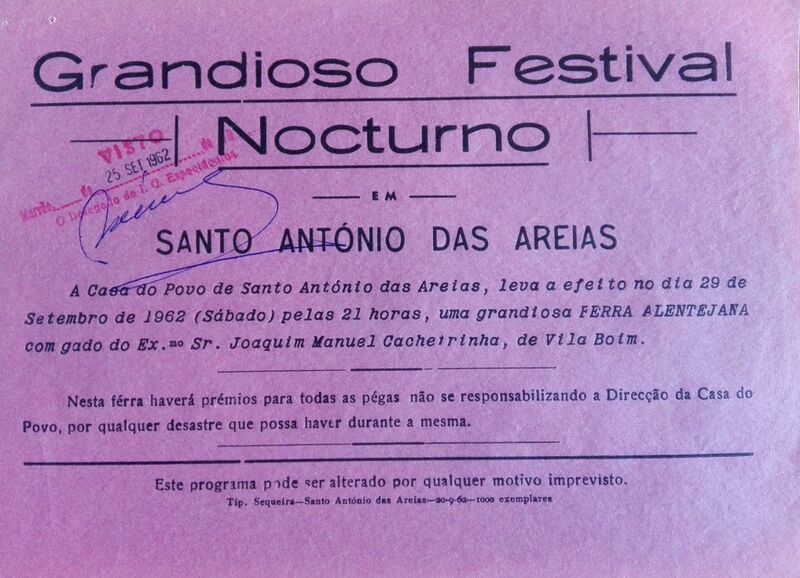 Grandioso Festival
Nocturno
VISTO
25 SET 1962
O Delegado da I. G. Espectáculos
EM
SANTO ANTÓNIO DAS AREIAS
A Casa do Povo de Santo António das Areias, leva a efeito no dia 29 de
Setembro de 1962 (Sábado) pelas 21 horas, uma grandiosa FERRA ALENTEJANA
com gado do Ex.mo Sr. Joaquim Manuel Cacheirinha, de Vila Boim.
Nesta férra haverá prémios para todas as pégas não se responsabilizando a Direcção da Casa do
Povo, por qualquer desastre que possa haver durante a mesma.
Este programa pode ser alterado por qualquer motivo imprevisto.
Tip. Sequeira—Santo António das Areias—20-9-62—1000 exemplares